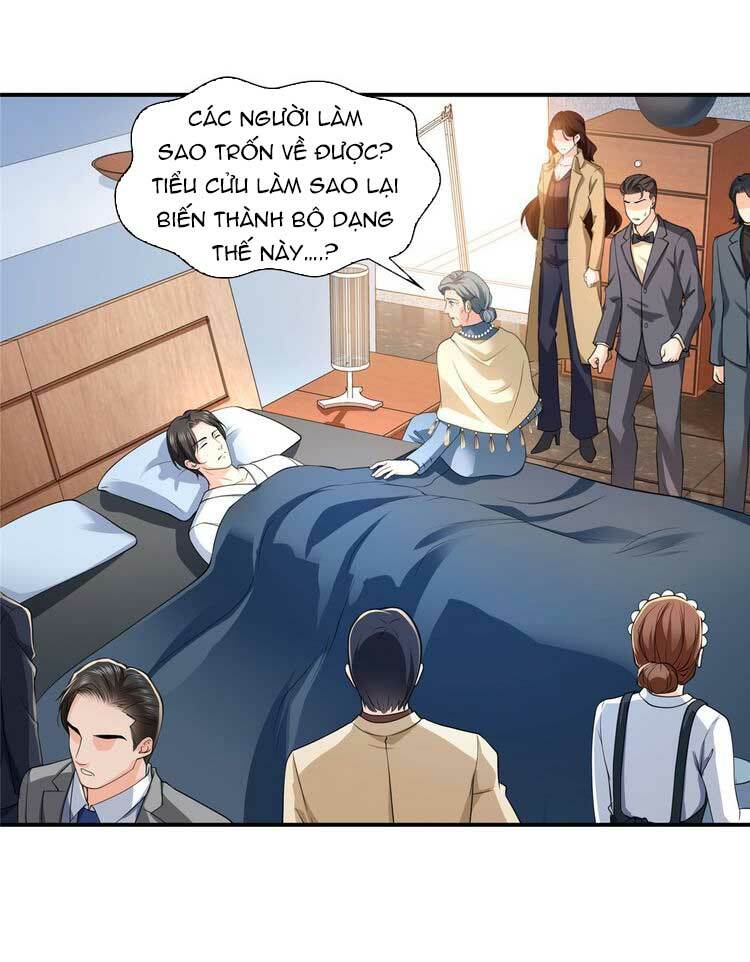 CÁC NGƯỜI LÀM
SAO TRỐN VỀ ĐƯỢC?
TIỂU CỬU LÀM SAO LẠI
BIẾN THÀNH BỘ DẠNG
THẾ NÀY....?